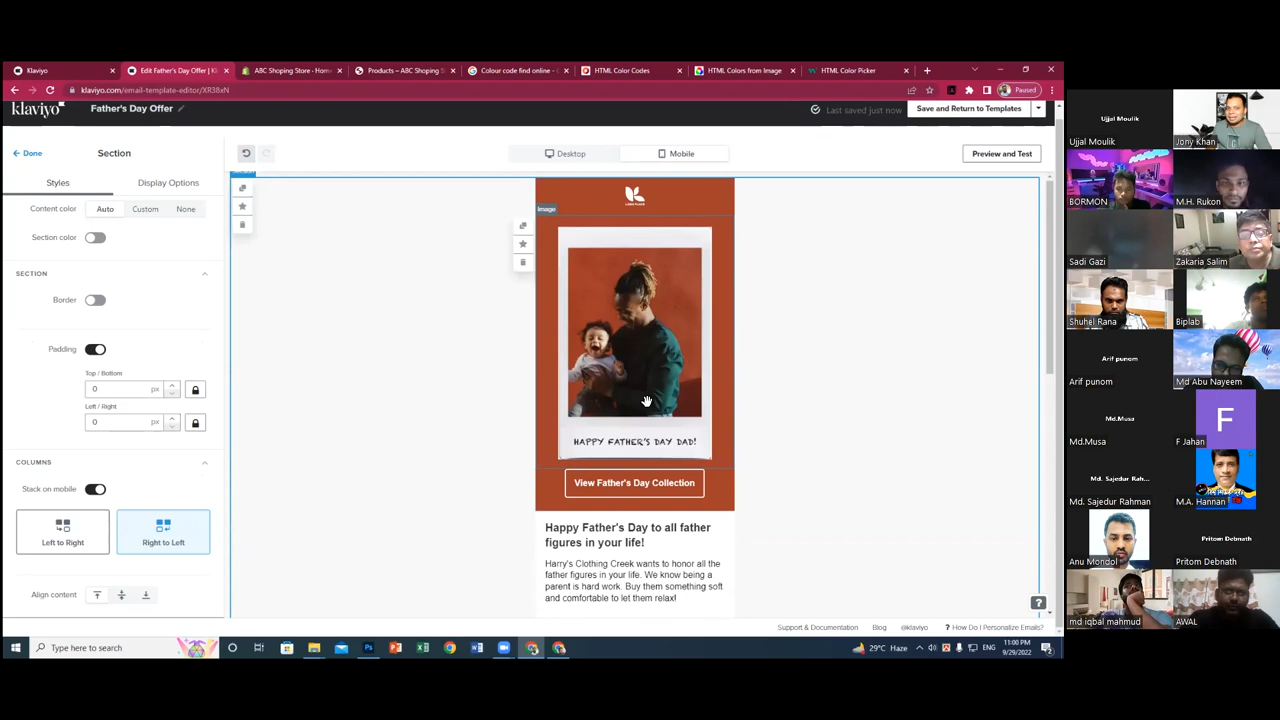 Klaviyo
Edit Father's Day Offer | Kl
ABC Shopping Store - Home
Products – ABC Shoping S
Colour code find online -
HTML Color Codes
HTML Colors from Image
HTML Color Picker
klaviyo.com/email-template-editor/XR38xN
Paused
klaviyo
Father's Day Offer
Last saved just now
Save and Return to Templates
Done
Section
Desktop
Mobile
Preview and Test
Styles
Display Options
Content color
Auto
Custom
None
Section color
SECTION
Border
Padding
Top / Bottom
0
px
Left / Right
0
px
COLUMNS
Stack on mobile
Left to Right
Right to Left
Align content
Image
HAPPY FATHER'S DAY DAD!
View Father's Day Collection
Happy Father's Day to all father
figures in your life!
Harry's Clothing Creek wants to honor all the
father figures in your life. We know being a
parent is hard work. Buy them something soft
and comfortable to let them relax!
Support & Documentation
Blog
@klaviyo
? How Do I Personalize Emails?
Type here to search
29°C Haze
ENG
11:00 PM
9/29/2022
Ujjal Moulik
Ujjal Moulik
Jony Khan
BORMON
M.H. Rukon
Sadi Gazi
Zakaria Salim
Shuhel Rana
Biplab
Arif punom
Arif punom
Md Abu Nayeem
Md.Musa
Md.Musa
F
F Jahan
Md. Sajedur Rah...
Md. Sajedur Rahman
M.A. Hannan
Anu Mondol
Pritom Debnath
Pritom Debnath
md iqbal mahmud
AWAL